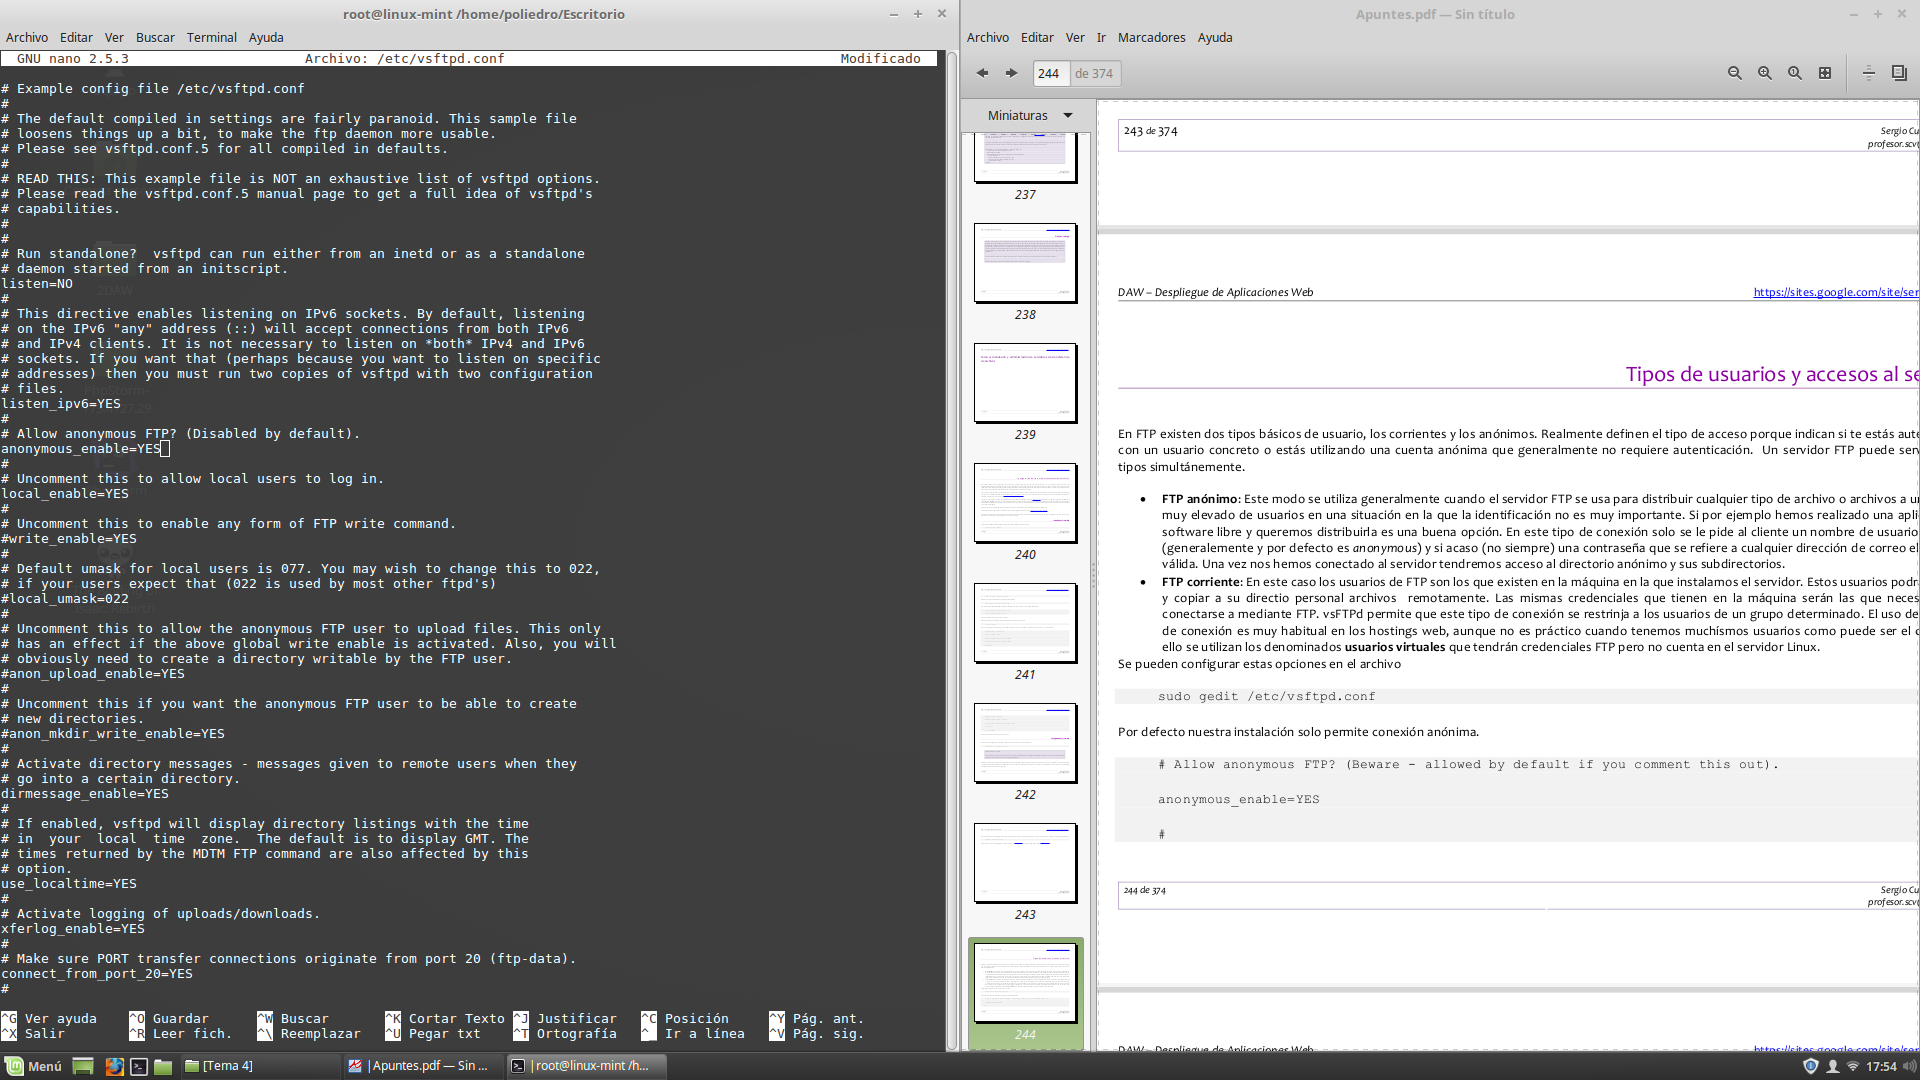 root@linux-mint /home/poliedro/Escritorio
Archivo Editar Ver Buscar Terminal Ayuda
GNU nano 2.5.3 Archivo: /etc/vsftpd.conf Modificado
# Example config file /etc/vsftpd.conf
#
# The default compiled in settings are fairly paranoid. This sample file
# loosens things up a bit, to make the ftp daemon more usable.
# Please see vsftpd.conf.5 for all compiled in defaults.
#
# READ THIS: This example file is NOT an exhaustive list of vsftpd options.
# Please read the vsftpd.conf.5 manual page to get a full idea of vsftpd's
# capabilities.
#
#
# Run standalone?  vsftpd can run either from an inetd or as a standalone
# daemon started from an initscript.
listen=NO
#
# This directive enables listening on IPv6 sockets. By default, listening
# on the IPv6 "any" address (::) will accept connections from both IPv6
# and IPv4 clients. It is not necessary to listen on *both* IPv4 and IPv6
# sockets. If you want that (perhaps because you want to listen on specific
# addresses) then you must run two copies of vsftpd with two configuration
# files.
listen_ipv6=YES
#
# Allow anonymous FTP? (Disabled by default).
anonymous_enable=YES
#
# Uncomment this to allow local users to log in.
local_enable=YES
#
# Uncomment this to enable any form of FTP write command.
#write_enable=YES
#
# Default umask for local users is 077. You may wish to change this to 022,
# if your users expect that (022 is used by most other ftpd's)
#local_umask=022
#
# Uncomment this to allow the anonymous FTP user to upload files. This only
# has an effect if the above global write enable is activated. Also, you will
# obviously need to create a directory writable by the FTP user.
#anon_upload_enable=YES
#
# Uncomment this if you want the anonymous FTP user to be able to create
# new directories.
#anon_mkdir_write_enable=YES
#
# Activate directory messages - messages given to remote users when they
# go into a certain directory.
dirmessage_enable=YES
#
# If enabled, vsftpd will display directory listings with the time
# in  your  local  time  zone.  The default is to display GMT. The
# times returned by the MDTM FTP command are also affected by this
# option.
use_localtime=YES
#
# Activate logging of uploads/downloads.
xferlog_enable=YES
#
# Make sure PORT transfer connections originate from port 20 (ftp-data).
connect_from_port_20=YES
#
^G Ver ayuda ^O Guardar ^W Buscar ^K Cortar Texto ^J Justificar ^C Posición ^Y Pág. ant.
^X Salir ^R Leer fich. ^\ Reemplazar ^U Pegar txt ^T Ortografía ^_ Ir a línea ^V Pág. sig.
Apuntes.pdf — Sin título
Archivo Editar Ver Ir Marcadores Ayuda
244 de 374
Miniaturas
237
238
239
240
241
242
243
244
243 de 374 Sergio Cu
profesor.scv(
DAW – Despliegue de Aplicaciones Web https://sites.google.com/site/ser
Tipos de usuarios y accesos al se
En FTP existen dos tipos básicos de usuario, los corrientes y los anónimos. Realmente definen el tipo de acceso porque indican si te estás aute
con un usuario concreto o estás utilizando una cuenta anónima que generalmente no requiere autenticación. Un servidor FTP puede serv
tipos simultánemente.
• FTP anónimo: Este modo se utiliza generalmente cuando el servidor FTP se usa para distribuir cualquier tipo de archivo o archivos a un
muy elevado de usuarios en una situación en la que la identificación no es muy importante. Si por ejemplo hemos realizado una apli
software libre y queremos distribuirla es una buena opción. En este tipo de conexión solo se le pide al cliente un nombre de usuario
(generalemente y por defecto es anonymous) y si acaso (no siempre) una contraseña que se refiere a cualquier dirección de correo el
válida. Una vez nos hemos conectado al servidor tendremos acceso al directorio anónimo y sus subdirectorios.
• FTP corriente: En este caso los usuarios de FTP son los que existen en la máquina en la que instalamos el servidor. Estos usuarios podr
y copiar a su directio personal archivos remotamente. Las mismas credenciales que tienen en la máquina serán las que neces
conectarse a mediante FTP. vsFTPd permite que este tipo de conexión se restrinja a los usuarios de un grupo determinado. El uso de
de conexión es muy habitual en los hostings web, aunque no es práctico cuando tenemos muchísmos usuarios como puede ser el c
ello se utilizan los denominados usuarios virtuales que tendrán credenciales FTP pero no cuenta en el servidor Linux.
Se pueden configurar estas opciones en el archivo
sudo gedit /etc/vsftpd.conf
Por defecto nuestra instalación solo permite conexión anónima.
# Allow anonymous FTP? (Beware - allowed by default if you comment this out).
anonymous_enable=YES
#
244 de 374 Sergio Cu
profesor.scv(
DAW – Despliegue de Aplicaciones Web https://sites.google.com/site/ser
Menú [Tema 4] Apuntes.pdf — Sin ... root@linux-mint /h... 17:54